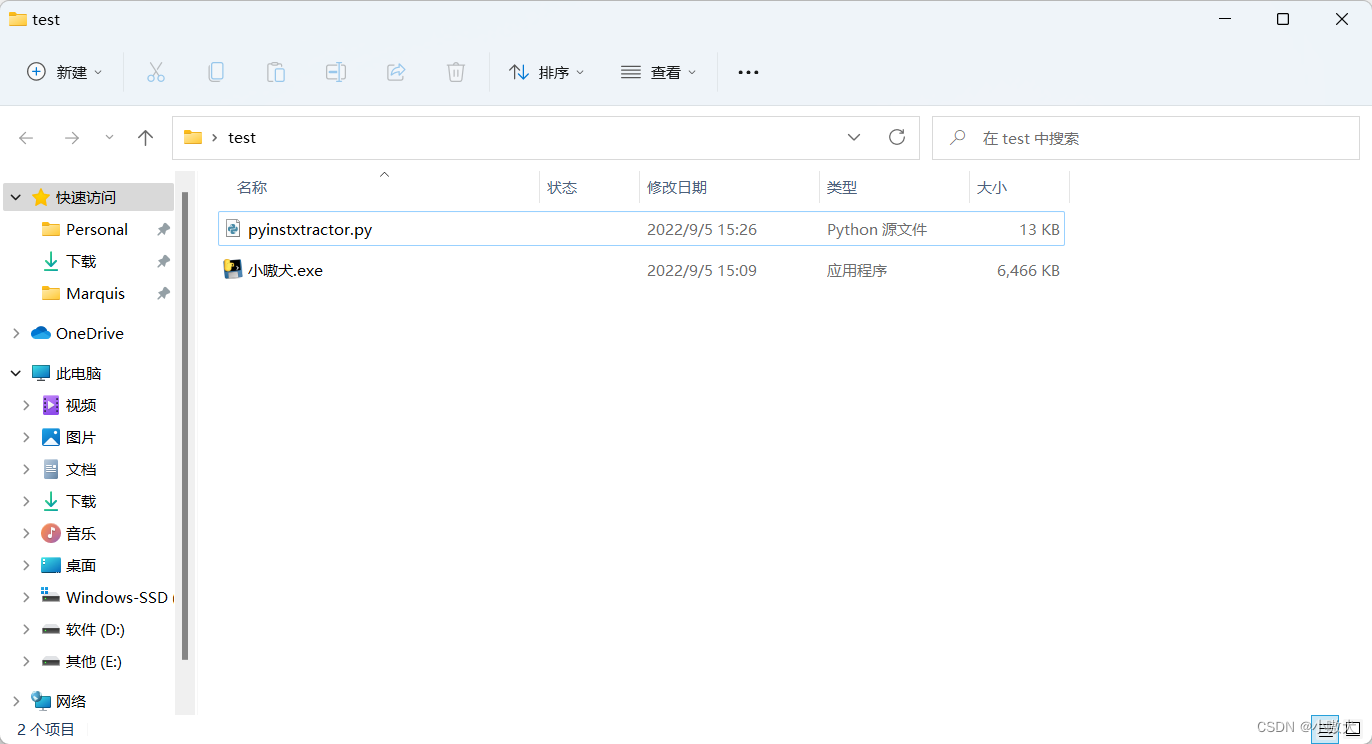 test
新建
排序
查看
test
在 test 中搜索
名称
状态
修改日期
类型
大小
pyinstxtractor.py
2022/9/5 15:26
Python 源文件
13 KB
小嗷犬.exe
2022/9/5 15:09
应用程序
6,466 KB
快速访问
Personal
下载
Marquis
OneDrive
此电脑
视频
图片
文档
下载
音乐
桌面
Windows-SSD (
软件 (D:)
其他 (E:)
网络
2 个项目
CSDN @小嗷犬